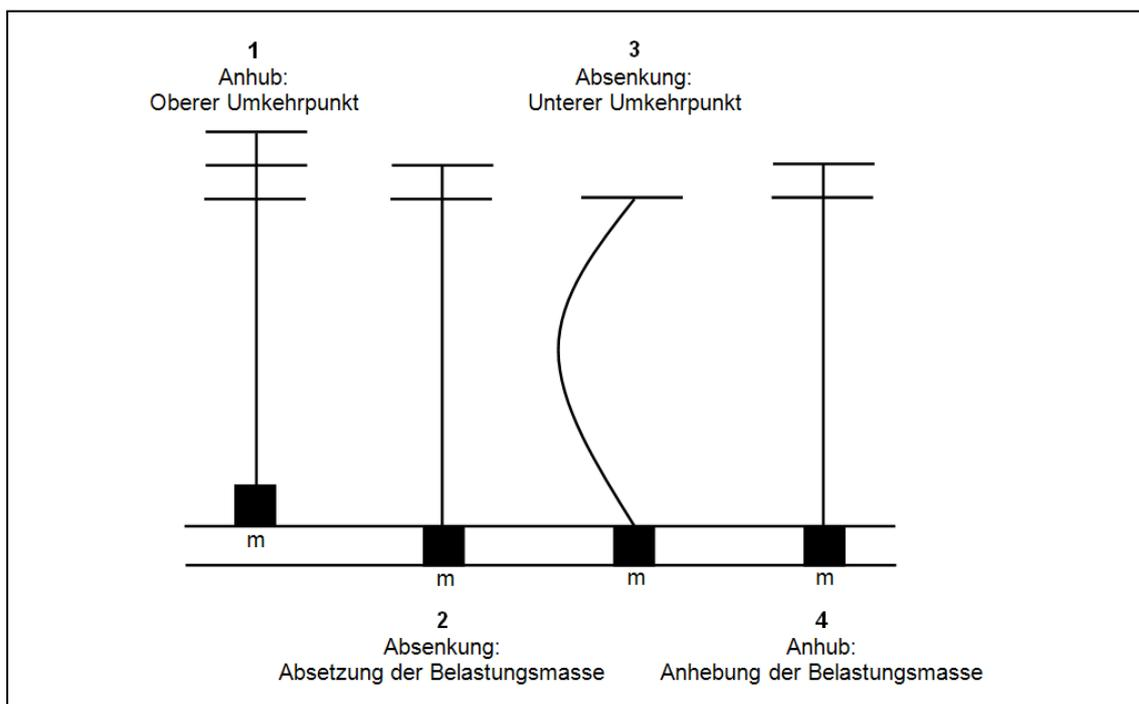 1
Anhub:
Oberer Umkehrpunkt
3
Absenkung:
Unterer Umkehrpunkt
m
m
m
m
2
Absenkung:
Absetzung der Belastungsmasse
4
Anhub:
Anhebung der Belastungsmasse